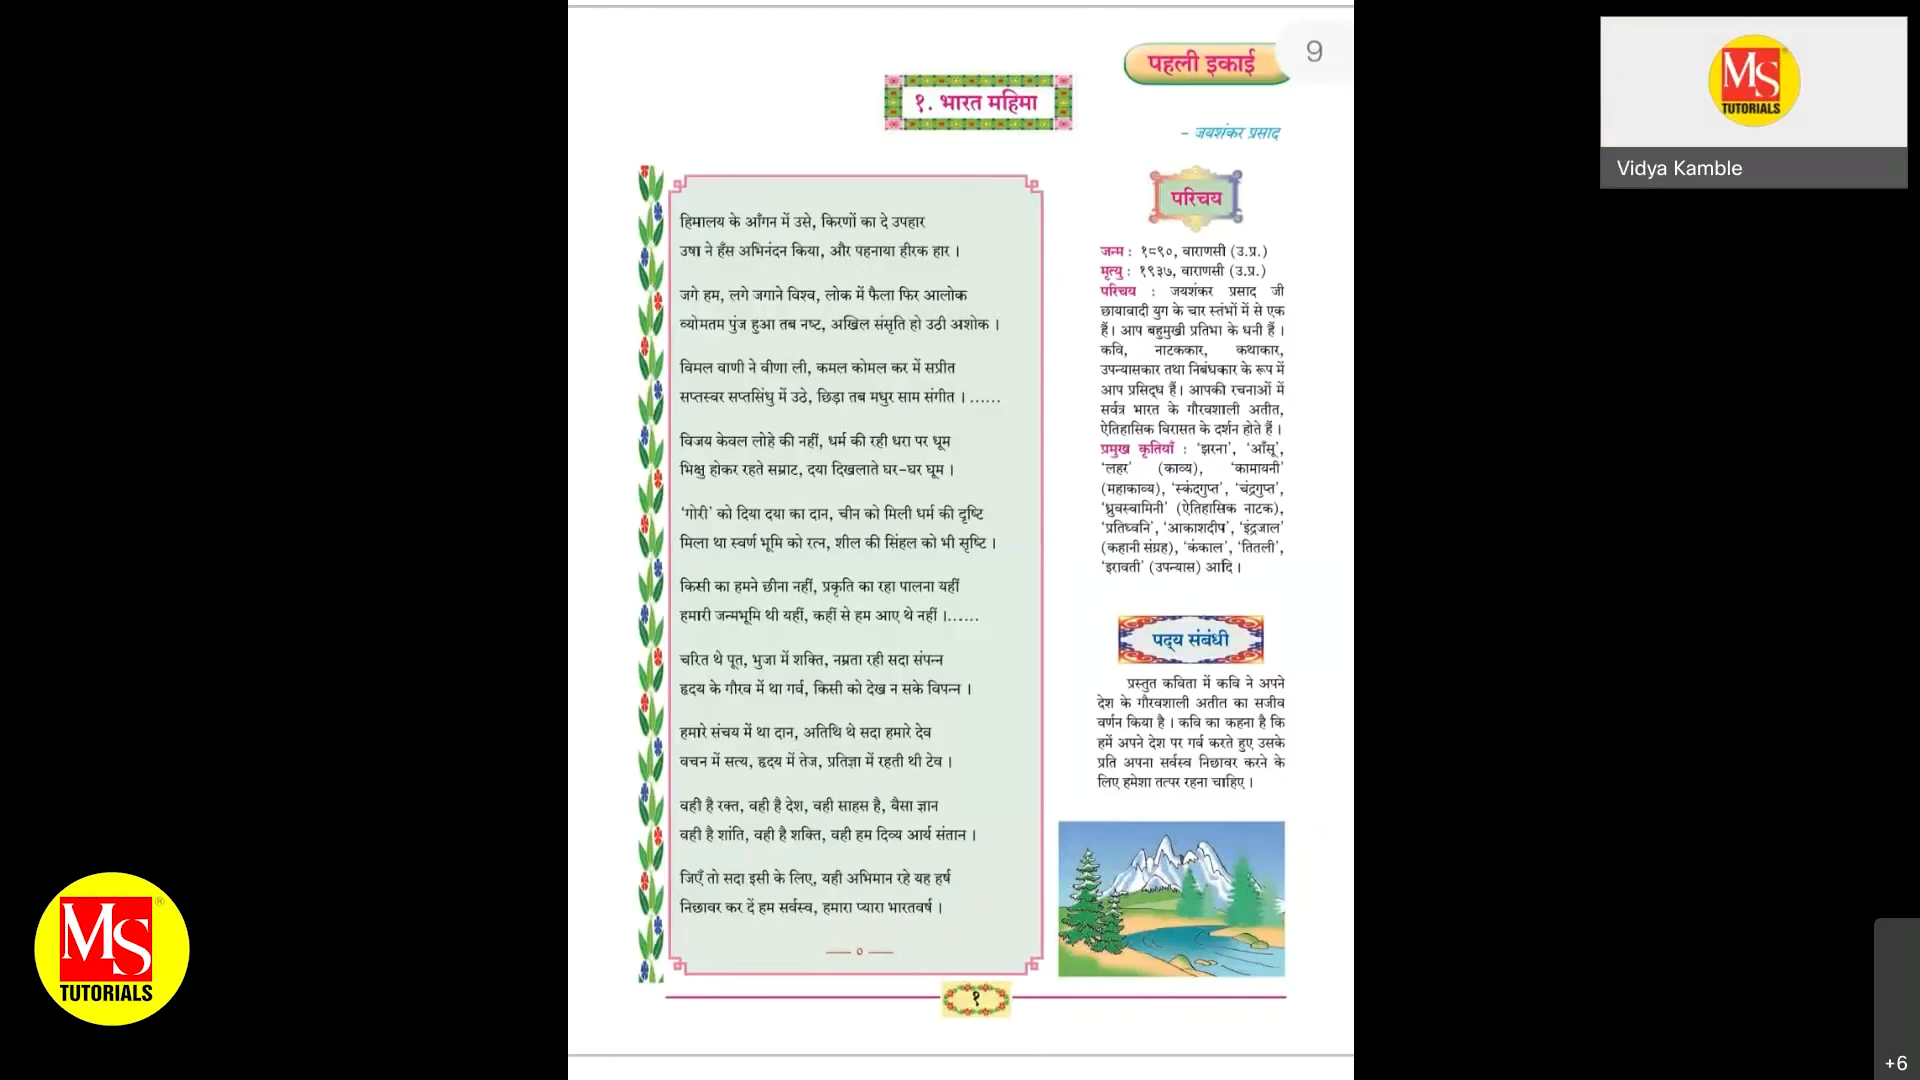 9
पहली इकाई
१. भारत महिमा
– जयशंकर प्रसाद
हिमालय के आँगन में उसे, किरणों का दे उपहार
उषा ने हँस अभिनंदन किया, और पहनाया हीरक हार ।
जगे हम, लगे जगाने विश्व, लोक में फैला फिर आलोक
व्योमतम पुंज हुआ तब नष्ट, अखिल संसृति हो उठी अशोक ।
विमल वाणी ने वीणा ली, कमल कोमल कर में सप्रीत
सप्तस्वर सप्तसिंधु में उठे, छिड़ा तब मधुर साम संगीत । ......
विजय केवल लोहे की नहीं, धर्म की रही धरा पर धूम
भिक्षु होकर रहते सम्राट, दया दिखलाते घर-घर घूम ।
‘गोरी’ को दिया दया का दान, चीन को मिली धर्म की दृष्टि
मिला था स्वर्ण भूमि को रत्न, शील की सिंहल को भी सृष्टि ।
किसी का हमने छीना नहीं, प्रकृति का रहा पालना यहीं
हमारी जन्मभूमि थी यहीं, कहीं से हम आए थे नहीं ।......
चरित थे पूत, भुजा में शक्ति, नम्रता रही सदा संपन्न
हृदय के गौरव में था गर्व, किसी को देख न सके विपन्न ।
हमारे संचय में था दान, अतिथि थे सदा हमारे देव
वचन में सत्य, हृदय में तेज, प्रतिज्ञा में रहती थी टेव ।
वही है रक्त, वही है देश, वही साहस है, वैसा ज्ञान
वही है शांति, वही है शक्ति, वही हम दिव्य आर्य संतान ।
जिएँ तो सदा इसी के लिए, यही अभिमान रहे यह हर्ष
निछावर कर दें हम सर्वस्व, हमारा प्यारा भारतवर्ष ।
— ० —
परिचय
जन्म : १८९०, वाराणसी (उ.प्र.)
मृत्यु : १९३७, वाराणसी (उ.प्र.)
परिचय : जयशंकर प्रसाद जी
छायावादी युग के चार स्तंभों में से एक
हैं। आप बहुमुखी प्रतिभा के धनी हैं ।
कवि, नाटककार, कथाकार,
उपन्यासकार तथा निबंधकार के रूप में
आप प्रसिद्ध हैं। आपकी रचनाओं में
सर्वत्र भारत के गौरवशाली अतीत,
ऐतिहासिक विरासत के दर्शन होते हैं ।
प्रमुख कृतियाँ : ‘झरना’, ‘आँसू’,
‘लहर’ (काव्य), ‘कामायनी’
(महाकाव्य), ‘स्कंदगुप्त’, ‘चंद्रगुप्त’,
‘ध्रुवस्वामिनी’ (ऐतिहासिक नाटक),
‘प्रतिध्वनि’, ‘आकाशदीप’, ‘इंद्रजाल’
(कहानी संग्रह), ‘कंकाल’, ‘तितली’,
‘इरावती’ (उपन्यास) आदि ।
पद्य संबंधी
प्रस्तुत कविता में कवि ने अपने
देश के गौरवशाली अतीत का सजीव
वर्णन किया है । कवि का कहना है कि
हमें अपने देश पर गर्व करते हुए उसके
प्रति अपना सर्वस्व निछावर करने के
लिए हमेशा तत्पर रहना चाहिए ।
१
MS
TUTORIALS
Vidya Kamble
MS
®
TUTORIALS
+6